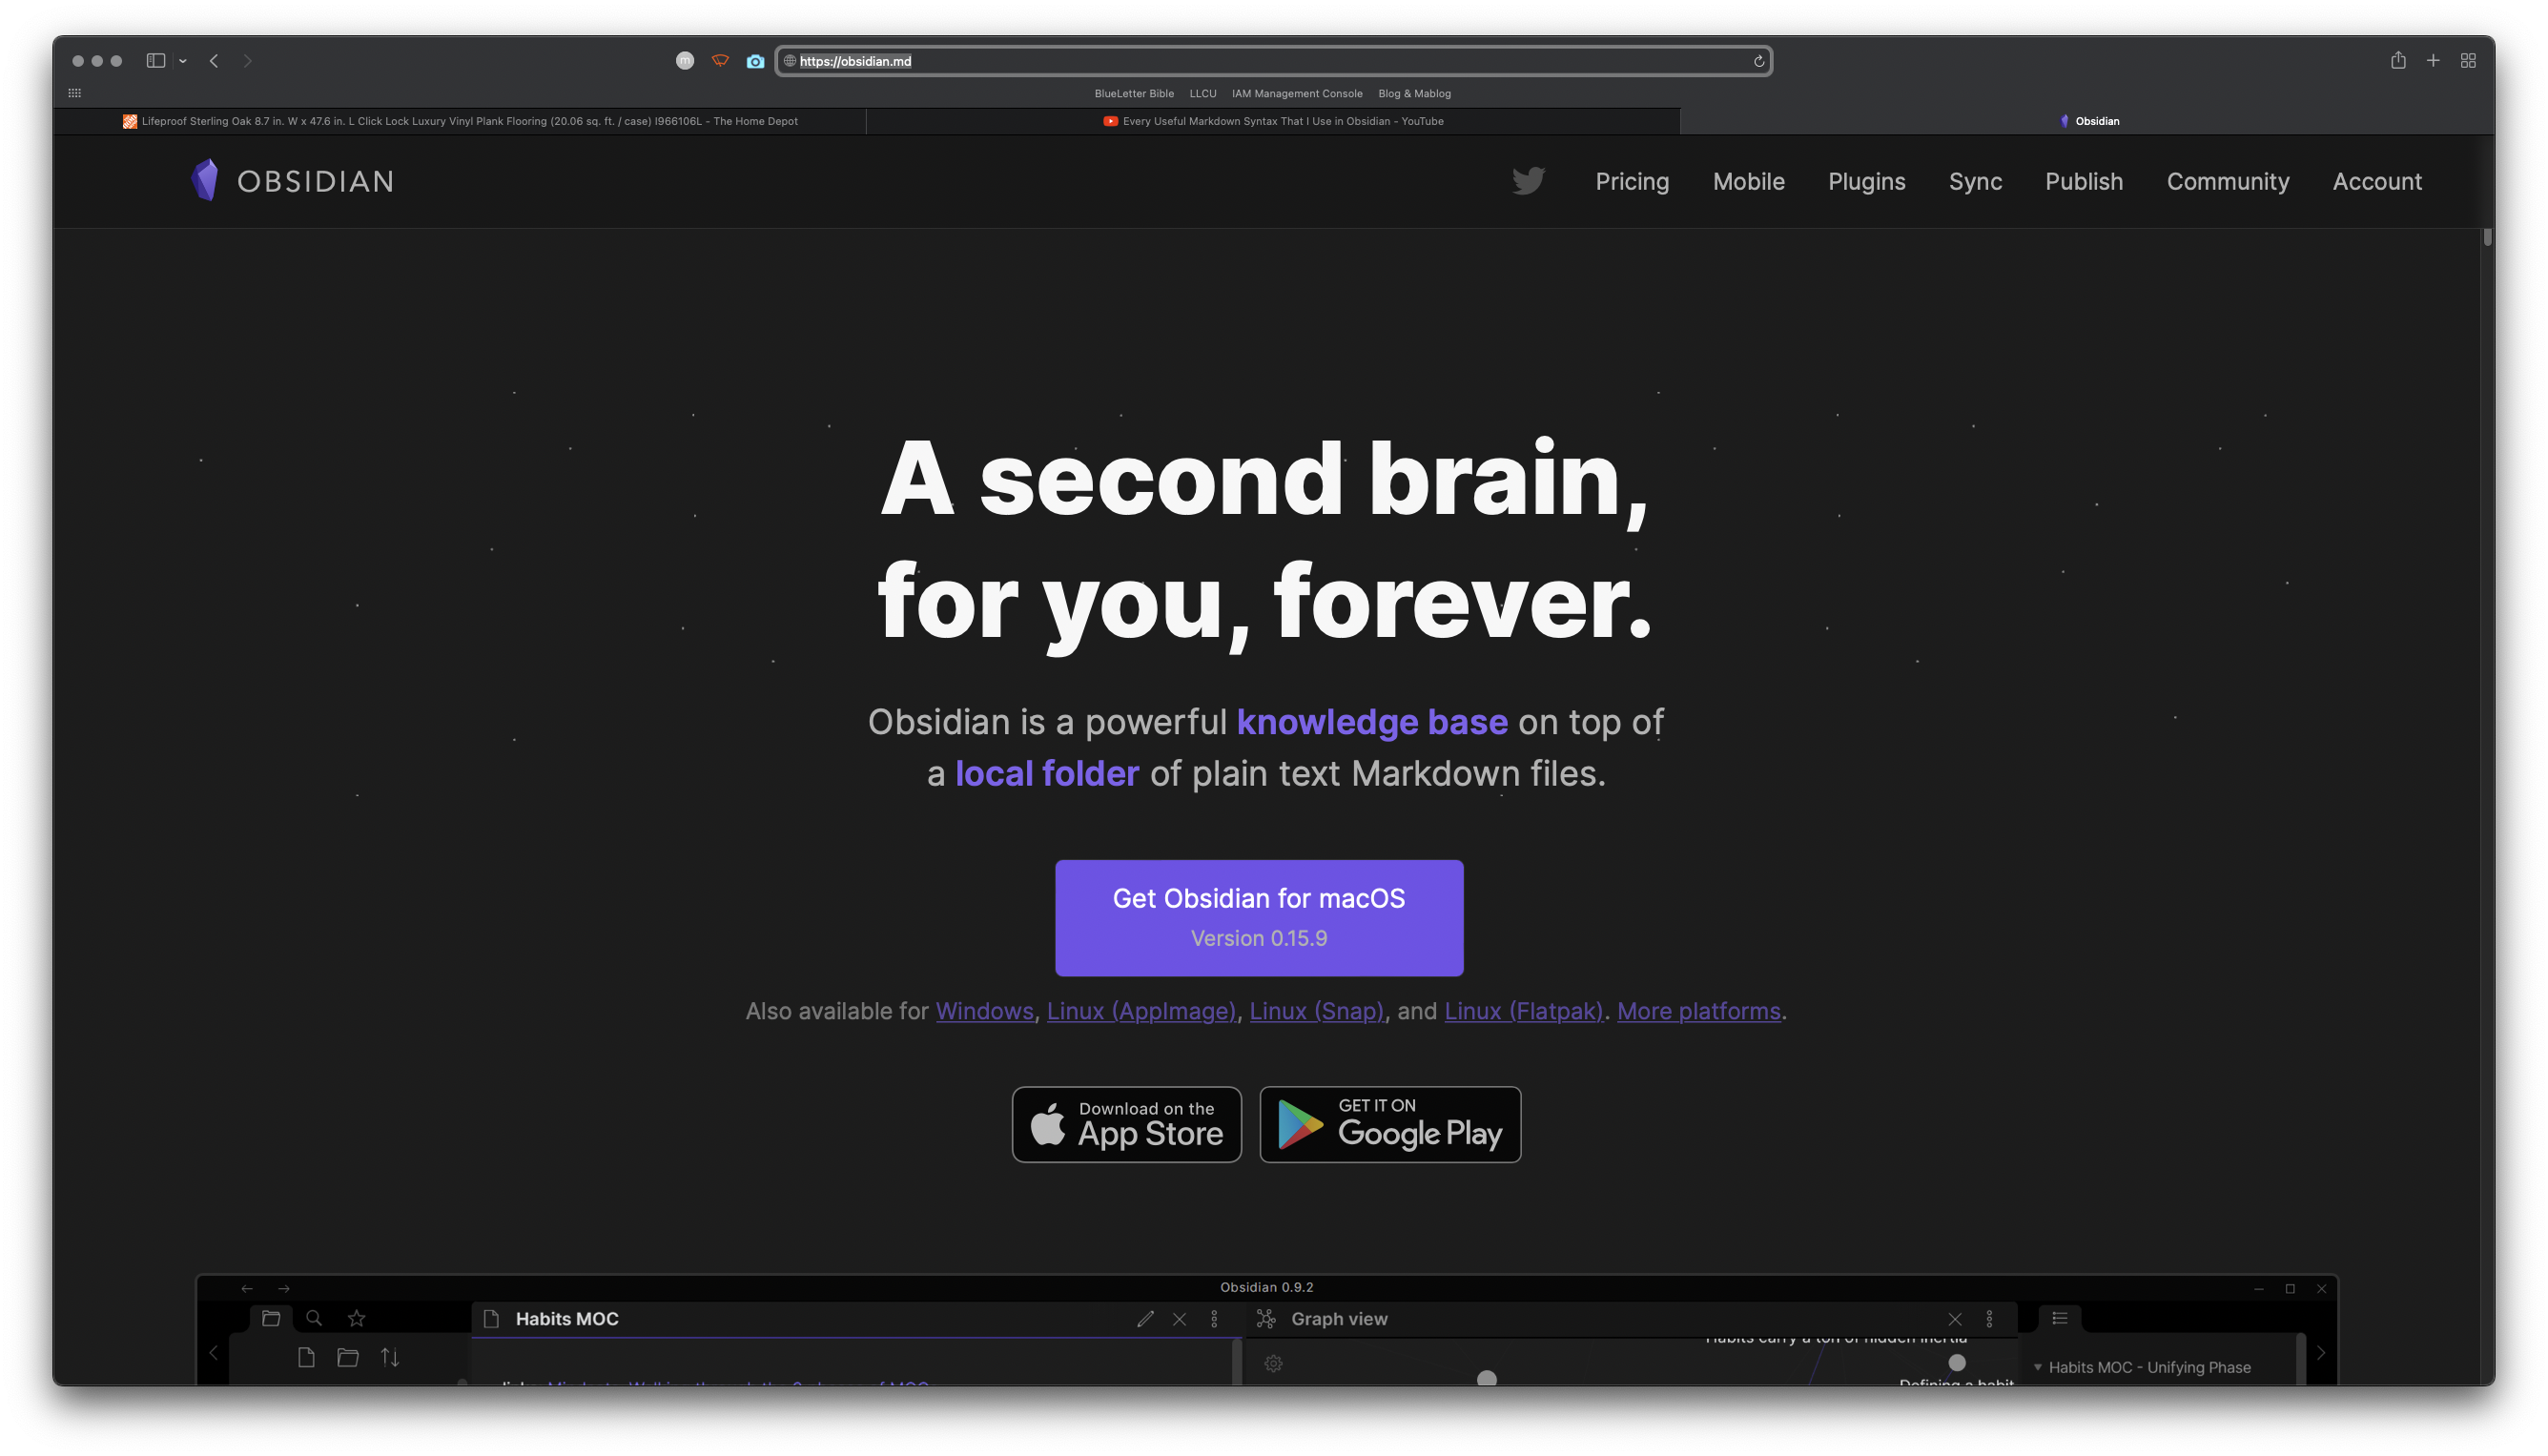 m
https://obsidian.md
BlueLetter Bible LLCU IAM Management Console Blog & Mablog
Lifeproof Sterling Oak 8.7 in. W x 47.6 in. L Click Lock Luxury Vinyl Plank Flooring (20.06 sq. ft. / case) I966106L - The Home Depot
Every Useful Markdown Syntax That I Use in Obsidian - YouTube
Obsidian
OBSIDIAN
Pricing Mobile Plugins Sync Publish Community Account
A second brain,
for you, forever.
Obsidian is a powerful knowledge base on top of
a local folder of plain text Markdown files.
Get Obsidian for macOS
Version 0.15.9
Also available for Windows, Linux (AppImage), Linux (Snap), and Linux (Flatpak). More platforms.
Download on the
App Store
GET IT ON
Google Play
Obsidian 0.9.2
Habits MOC
Graph view
Habits carry a ton of hidden inertia
Habits MOC - Unifying Phase
Defining a habit